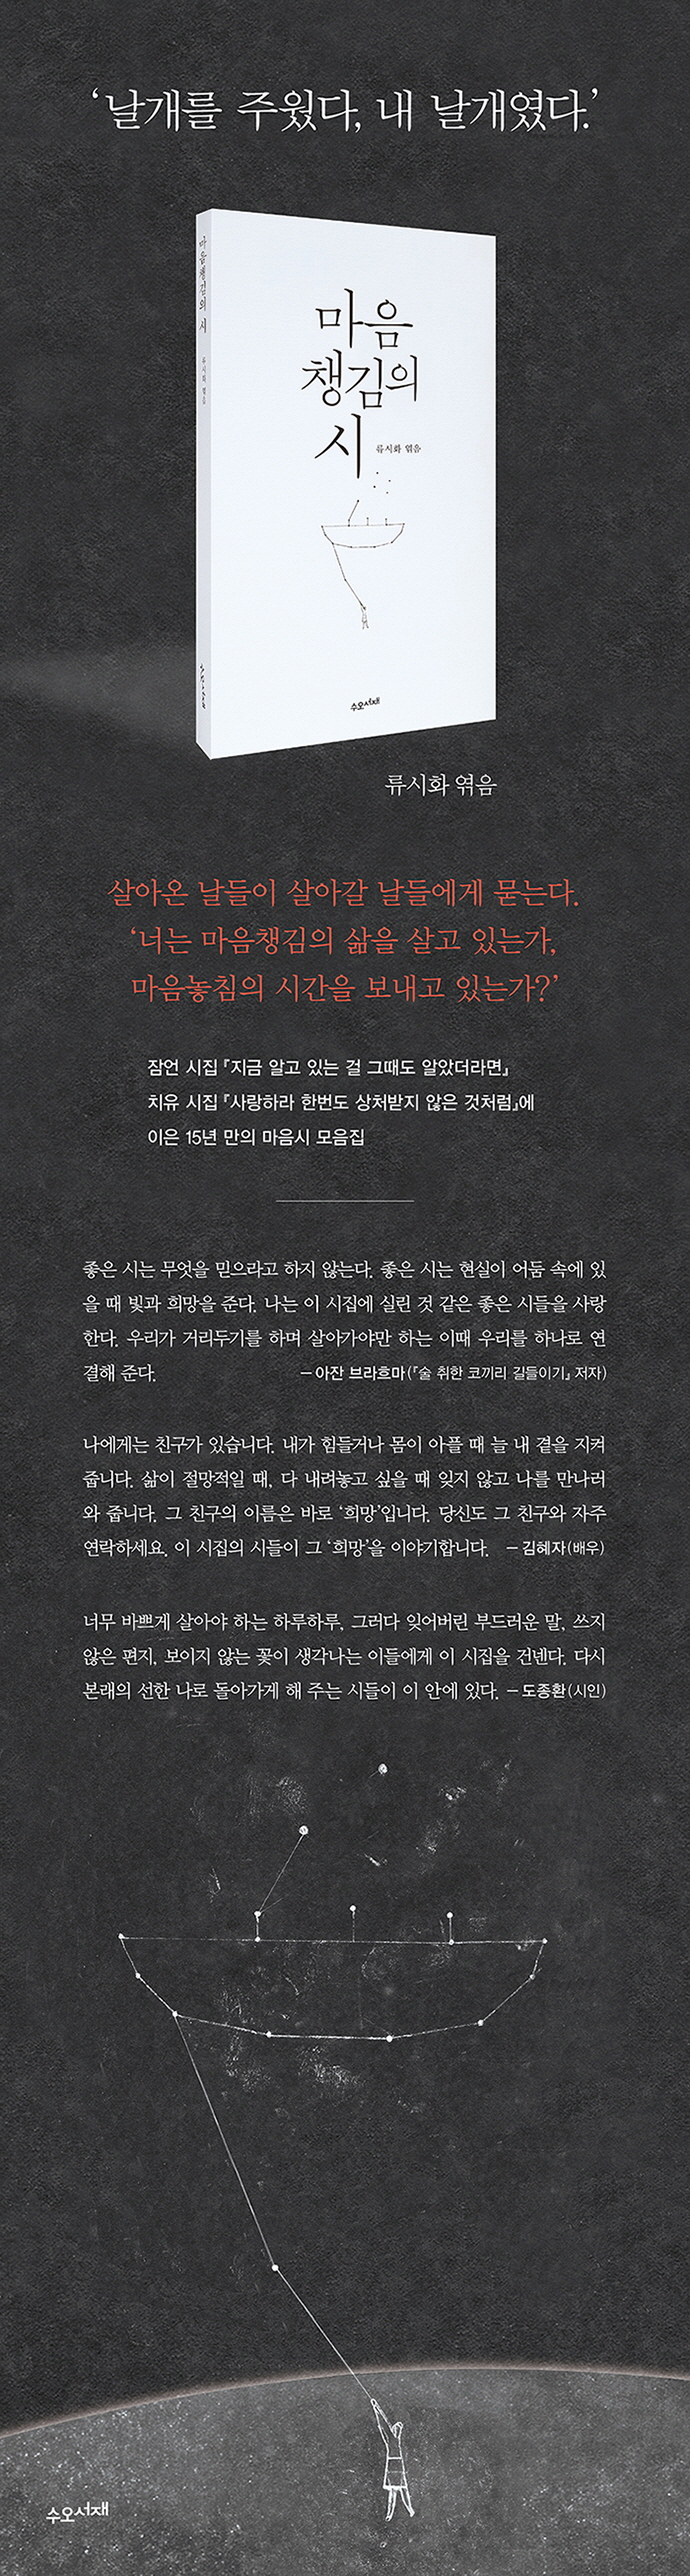 ‘날개를 주웠다, 내 날개였다.’
마음챙김의 시
류시화 엮음
마음
챙김의
시
류시화 엮음
수오서재
류시화 엮음
살아온 날들이 살아갈 날들에게 묻는다.
‘너는 마음챙김의 삶을 살고 있는가,
마음놓침의 시간을 보내고 있는가?’
잠언 시집 『지금 알고 있는 걸 그때도 알았더라면』
치유 시집 『사랑하라 한번도 상처받지 않은 것처럼』에
이은 15년 만의 마음시 모음집
좋은 시는 무엇을 믿으라고 하지 않는다. 좋은 시는 현실이 어둠 속에 있
을 때 빛과 희망을 준다. 나는 이 시집에 실린 것 같은 좋은 시들을 사랑
한다. 우리가 거리두기를 하며 살아가야만 하는 이때 우리를 하나로 연
결해 준다. ─ 아잔 브라흐마(『술 취한 코끼리 길들이기』 저자)
나에게는 친구가 있습니다. 내가 힘들거나 몸이 아플 때 늘 내 곁을 지켜
줍니다. 삶이 절망적일 때, 다 내려놓고 싶을 때 잊지 않고 나를 만나러
와 줍니다. 그 친구의 이름은 바로 ‘희망’입니다. 당신도 그 친구와 자주
연락하세요. 이 시집의 시들이 그 ‘희망’을 이야기합니다. ─ 김혜자(배우)
너무 바쁘게 살아야 하는 하루하루, 그러다 잊어버린 부드러운 말, 쓰지
않은 편지, 보이지 않는 꽃이 생각나는 이들에게 이 시집을 건넨다. 다시
본래의 선한 나로 돌아가게 해 주는 시들이 이 안에 있다. ─ 도종환(시인)
수오서재